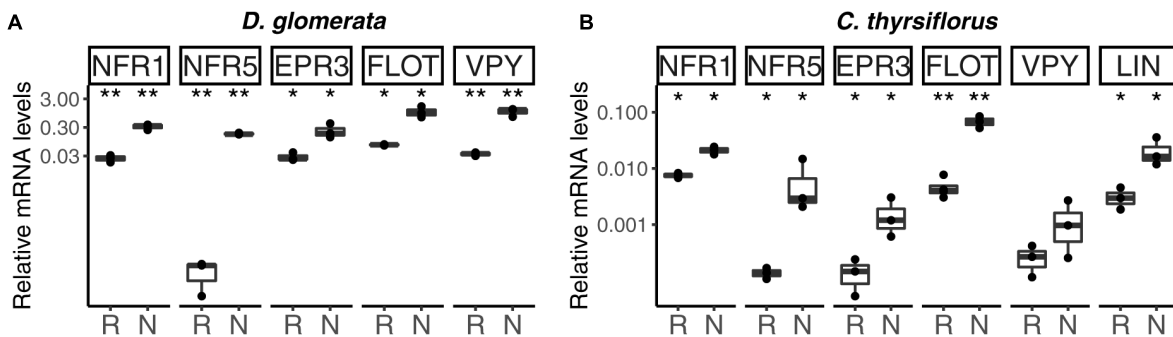 A
D. glomerata
NFR1 NFR5 EPR3 FLOT VPY
** ** ** ** * * * * ** **
Relative mRNA levels
3.00
0.30
0.03
R N R N R N R N R N
B
C. thyrsiflorus
NFR1 NFR5 EPR3 FLOT VPY LIN
* * * * * * ** ** * *
Relative mRNA levels
0.100
0.010
0.001
R N R N R N R N R N R N